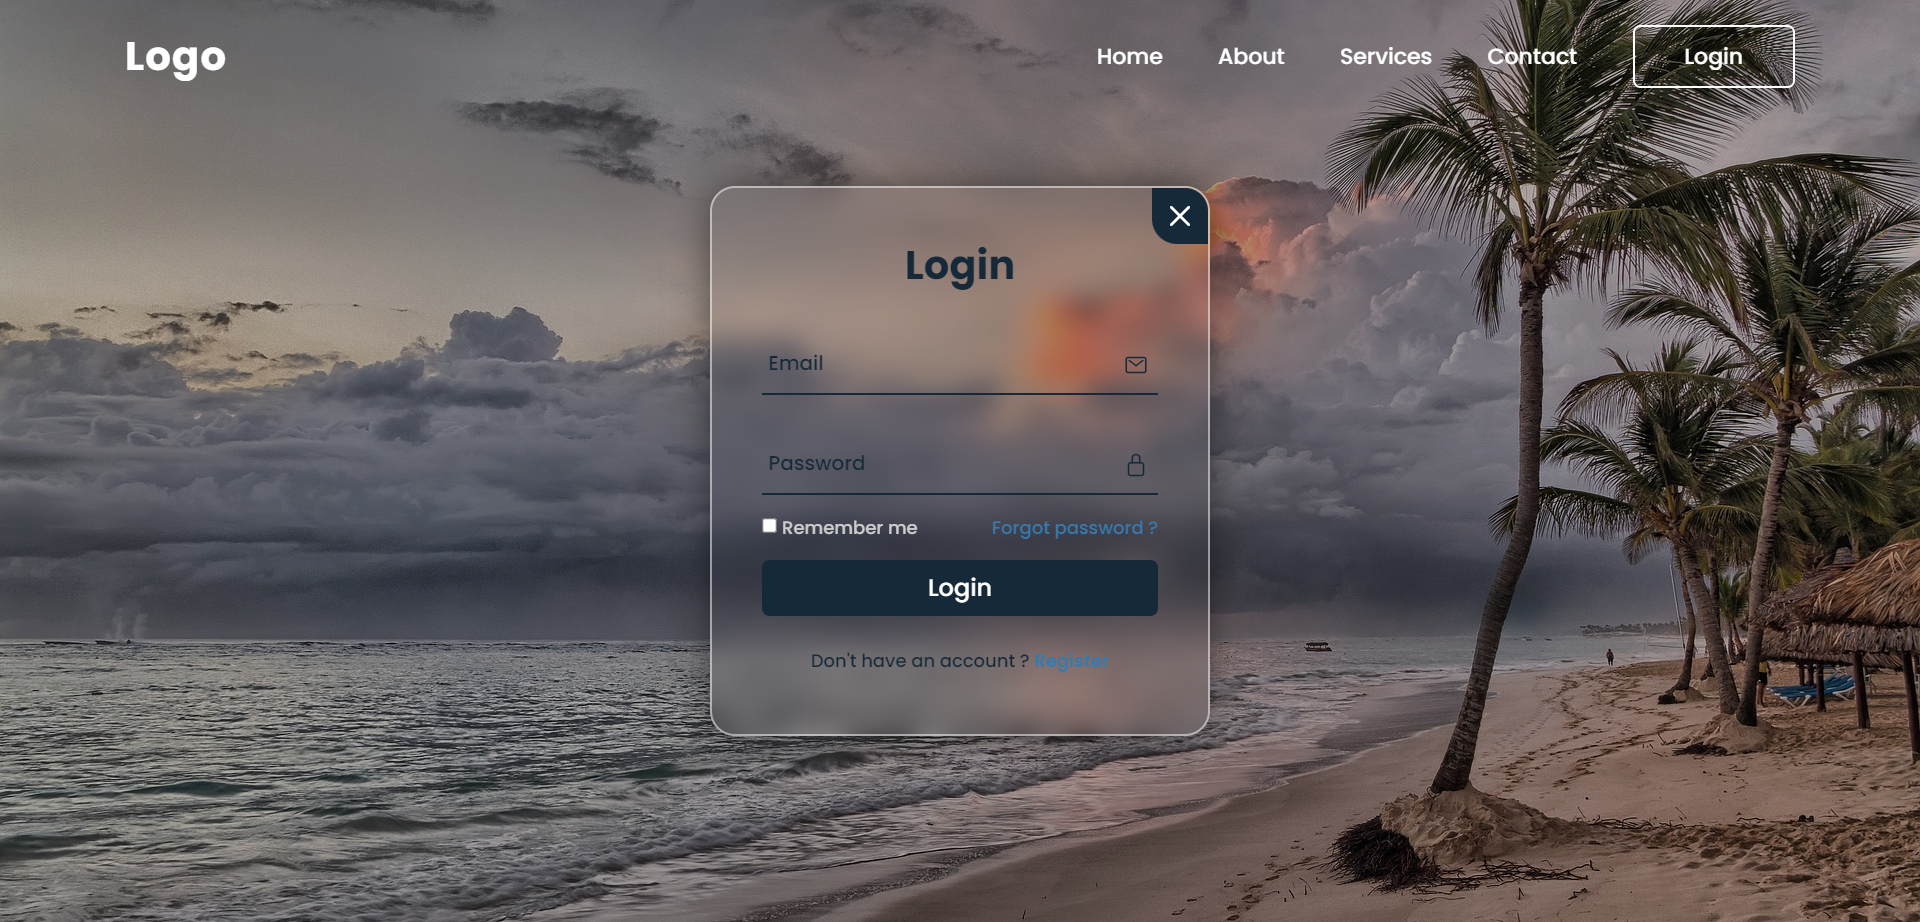 Logo
Home About Services Contact Login
Login
Email
Password
Remember me Forgot password ?
Login
Don't have an account ? Register